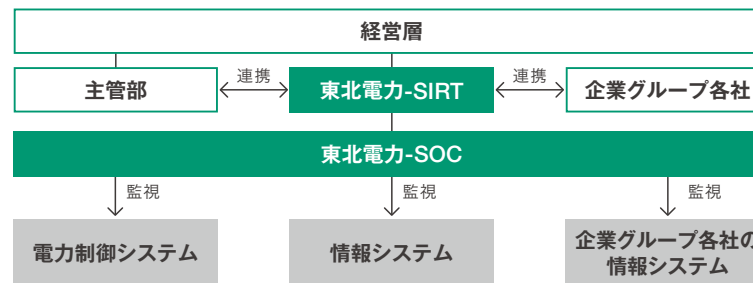 経営層
主管部
連携
東北電力-SIRT
連携
企業グループ各社
東北電力-SOC
監視
監視
監視
電力制御システム
情報システム
企業グループ各社の
情報システム